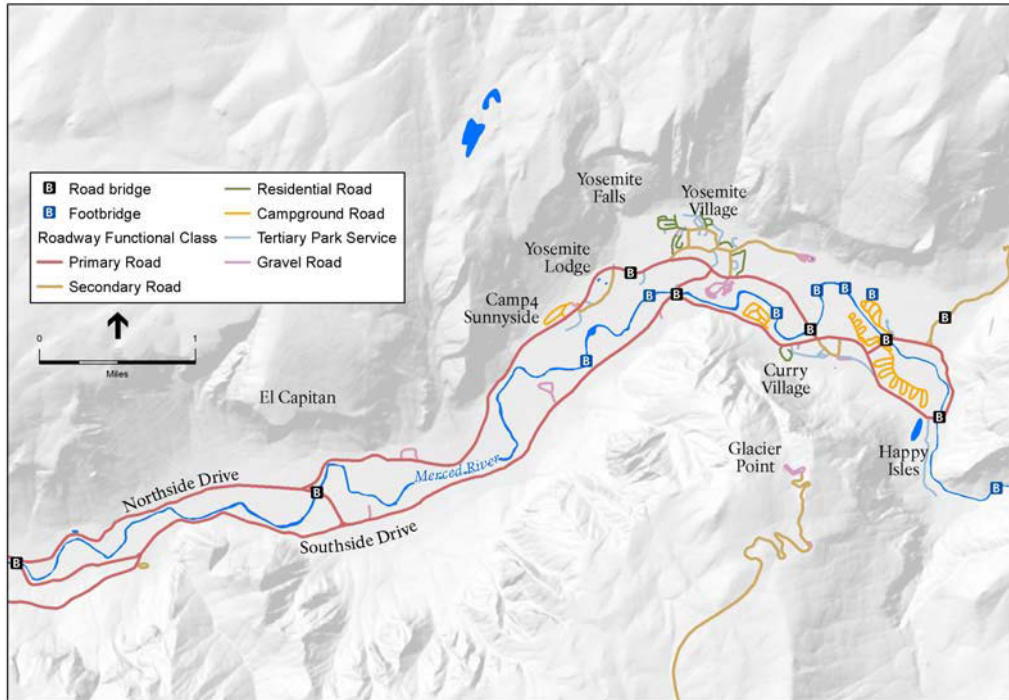 Yosemite
Falls
Yosemite
Village
B Road bridge
B Footbridge
Roadway Functional Class
Primary Road
Secondary Road
Residential Road
Campground Road
Tertiary Park Service
Gravel Road
Yosemite
Lodge
B
Camp4
Sunnyside
B
B
B
B
B
B
B
B
B
B
0
1
Miles
Curry
Village
El Capitan
B
Glacier
Point
Happy
Isles
Merced River
Northside Drive
B
B
Southside Drive
B